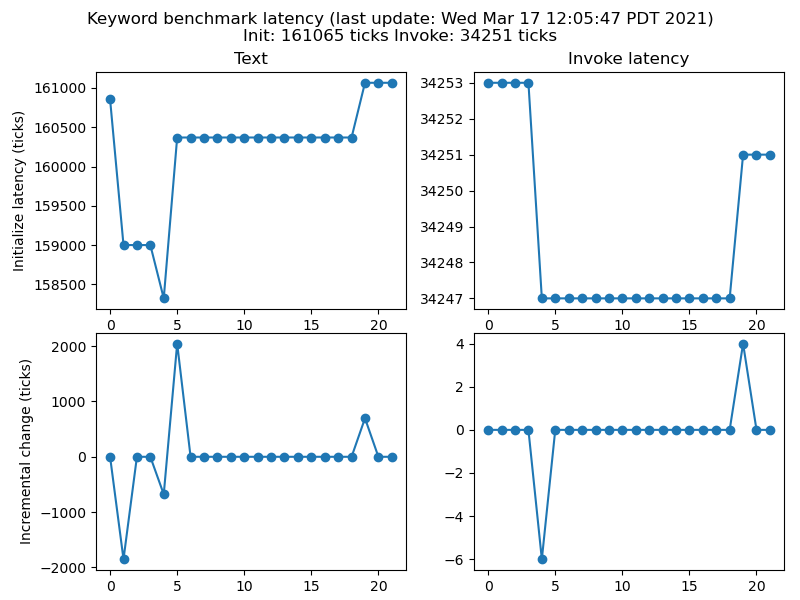 Keyword benchmark latency (last update: Wed Mar 17 12:05:47 PDT 2021)
Init: 161065 ticks Invoke: 34251 ticks
Text
Invoke latency
Initialize latency (ticks)
161000
160500
160000
159500
159000
158500
0 5 10 15 20
34253
34252
34251
34250
34249
34248
34247
0 5 10 15 20
Incremental change (ticks)
2000
1000
0
−1000
−2000
0 5 10 15 20
4
2
0
−2
−4
−6
0 5 10 15 20